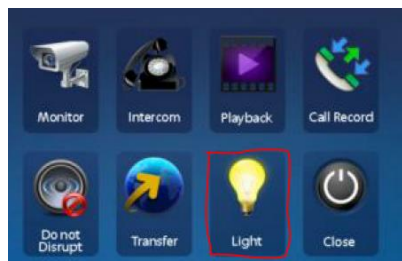 Monitor
Intercom
Playback
Call Record
Do not
Disrupt
Transfer
Light
Close